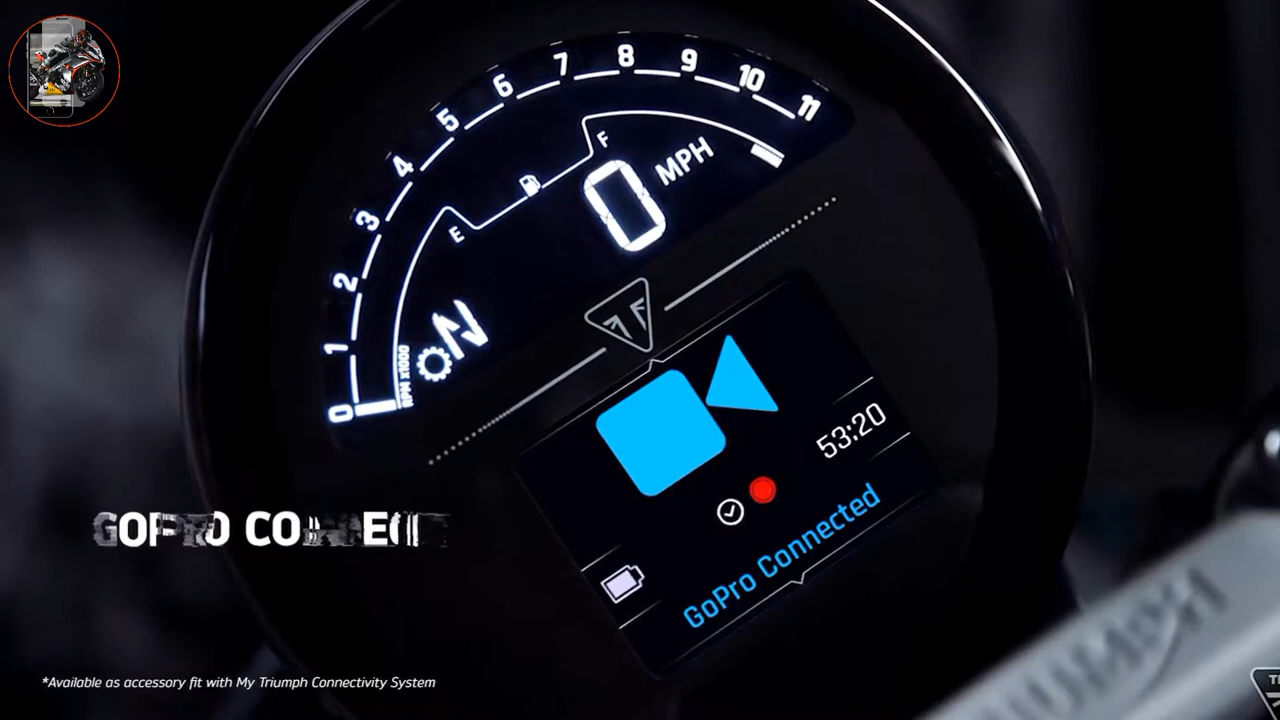 0 1 2 3 4 5 6 7 8 9 10 11
RPM X1000
E F
0 MPH
N
53:20
GoPro Connected
*Available as accessory fit with My Triumph Connectivity System
TRIUMPH